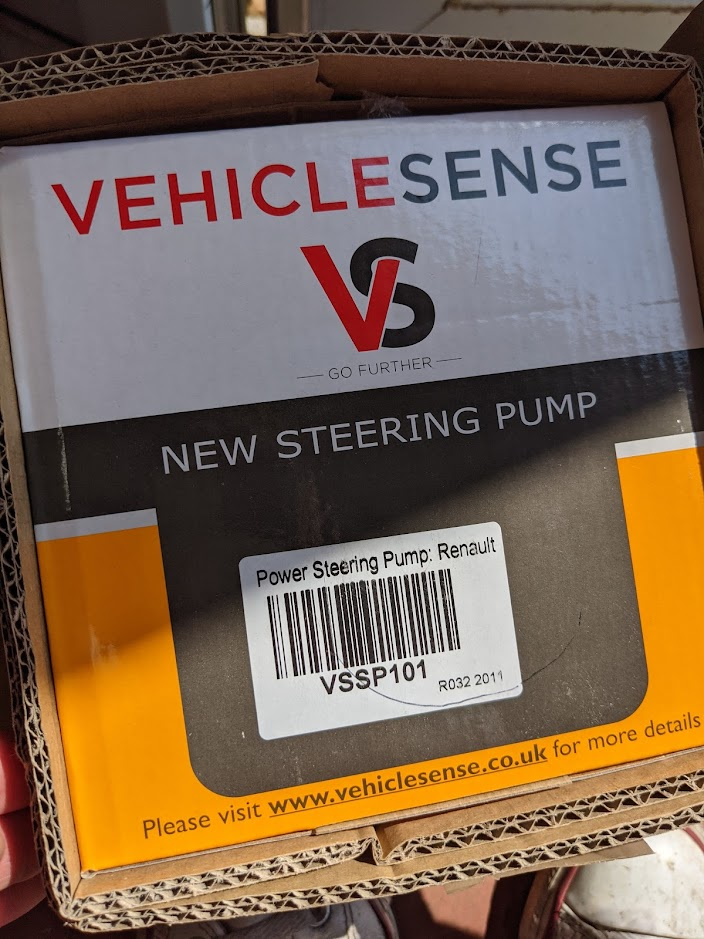 VEHICLESENSE
VS
GO FURTHER
NEW STEERING PUMP
Power Steering Pump: Renault
VSSP101
R032 2011
Please visit www.vehiclesense.co.uk for more details